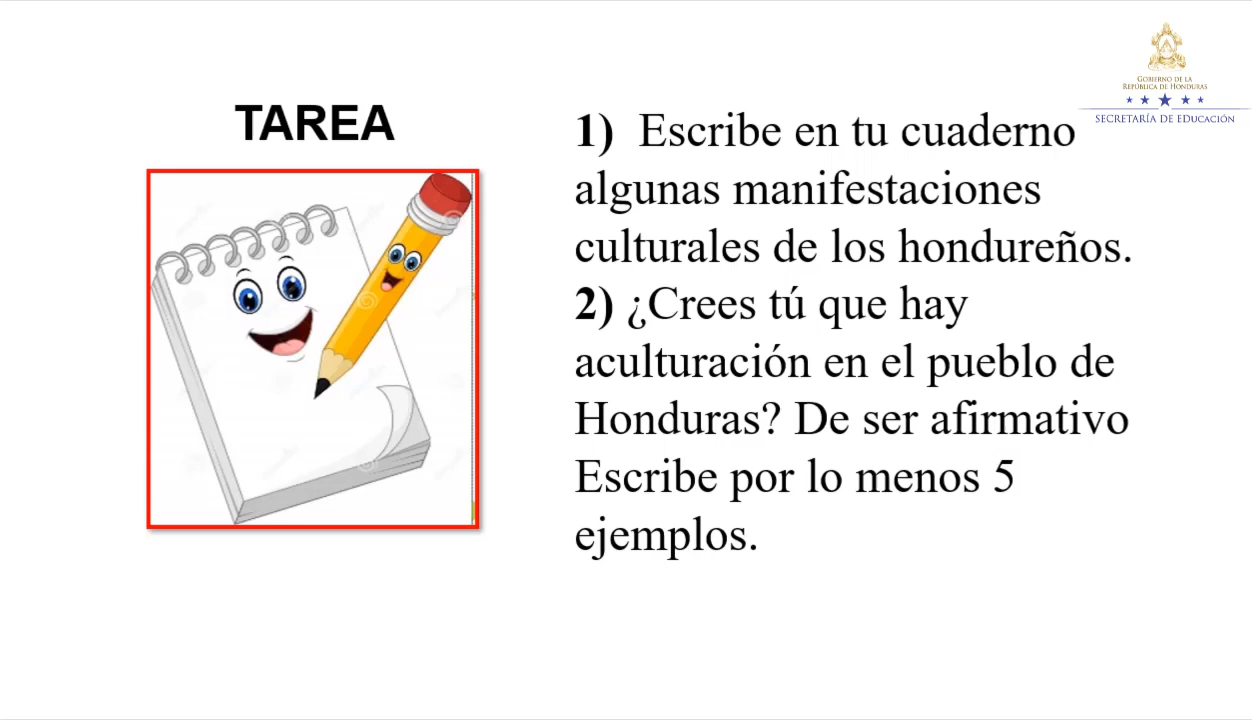 GOBIERNO DE LA
REPÚBLICA DE HONDURAS
SECRETARÍA DE EDUCACIÓN
TAREA
1) Escribe en tu cuaderno
algunas manifestaciones
culturales de los hondureños.
2) ¿Crees tú que hay
aculturación en el pueblo de
Honduras? De ser afirmativo
Escribe por lo menos 5
ejemplos.